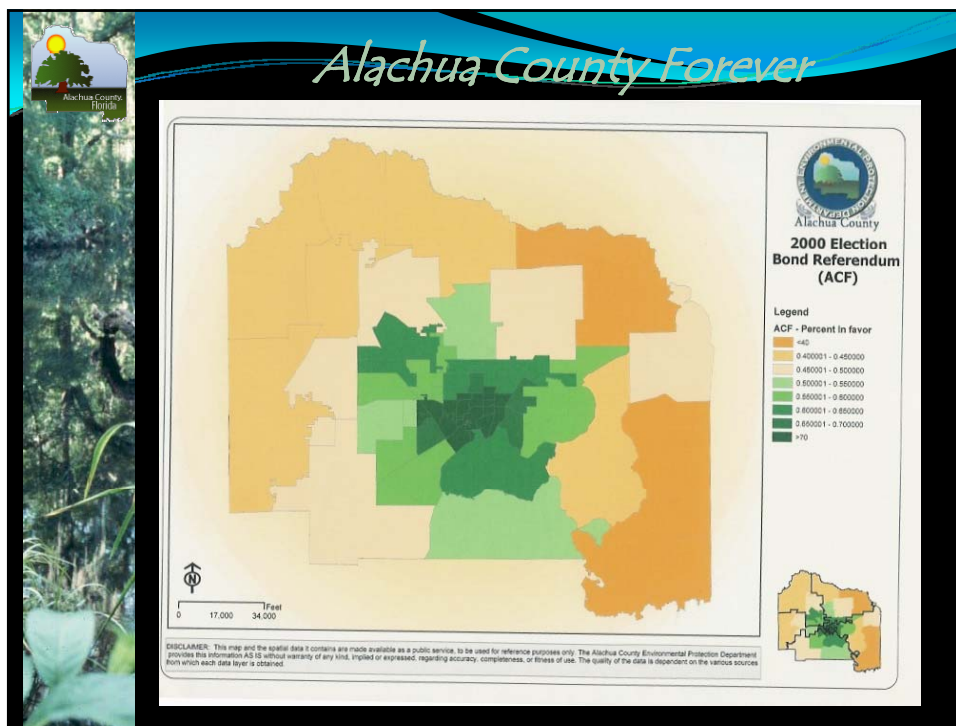 Alachua County Forever
Alachua County,
Florida
ENVIRONMENTAL PROTECTION
DEPARTMENT
Alachua County
2000 Election
Bond Referendum
(ACF)
Legend
ACF - Percent in favor
<40
0.400001 - 0.450000
0.450001 - 0.500000
0.500001 - 0.550000
0.550001 - 0.600000
0.600001 - 0.650000
0.650001 - 0.700000
>70
N
Feet
0 17,000 34,000
DISCLAIMER: This map and the spatial data it contains are made available as a public service, to be used for reference purposes only. The Alachua County Environmental Protection Department
provides this information AS IS without warranty of any kind, implied or expressed, regarding accuracy, completeness, or fitness of use. The quality of the data is dependent on the various sources
from which each data layer is obtained.